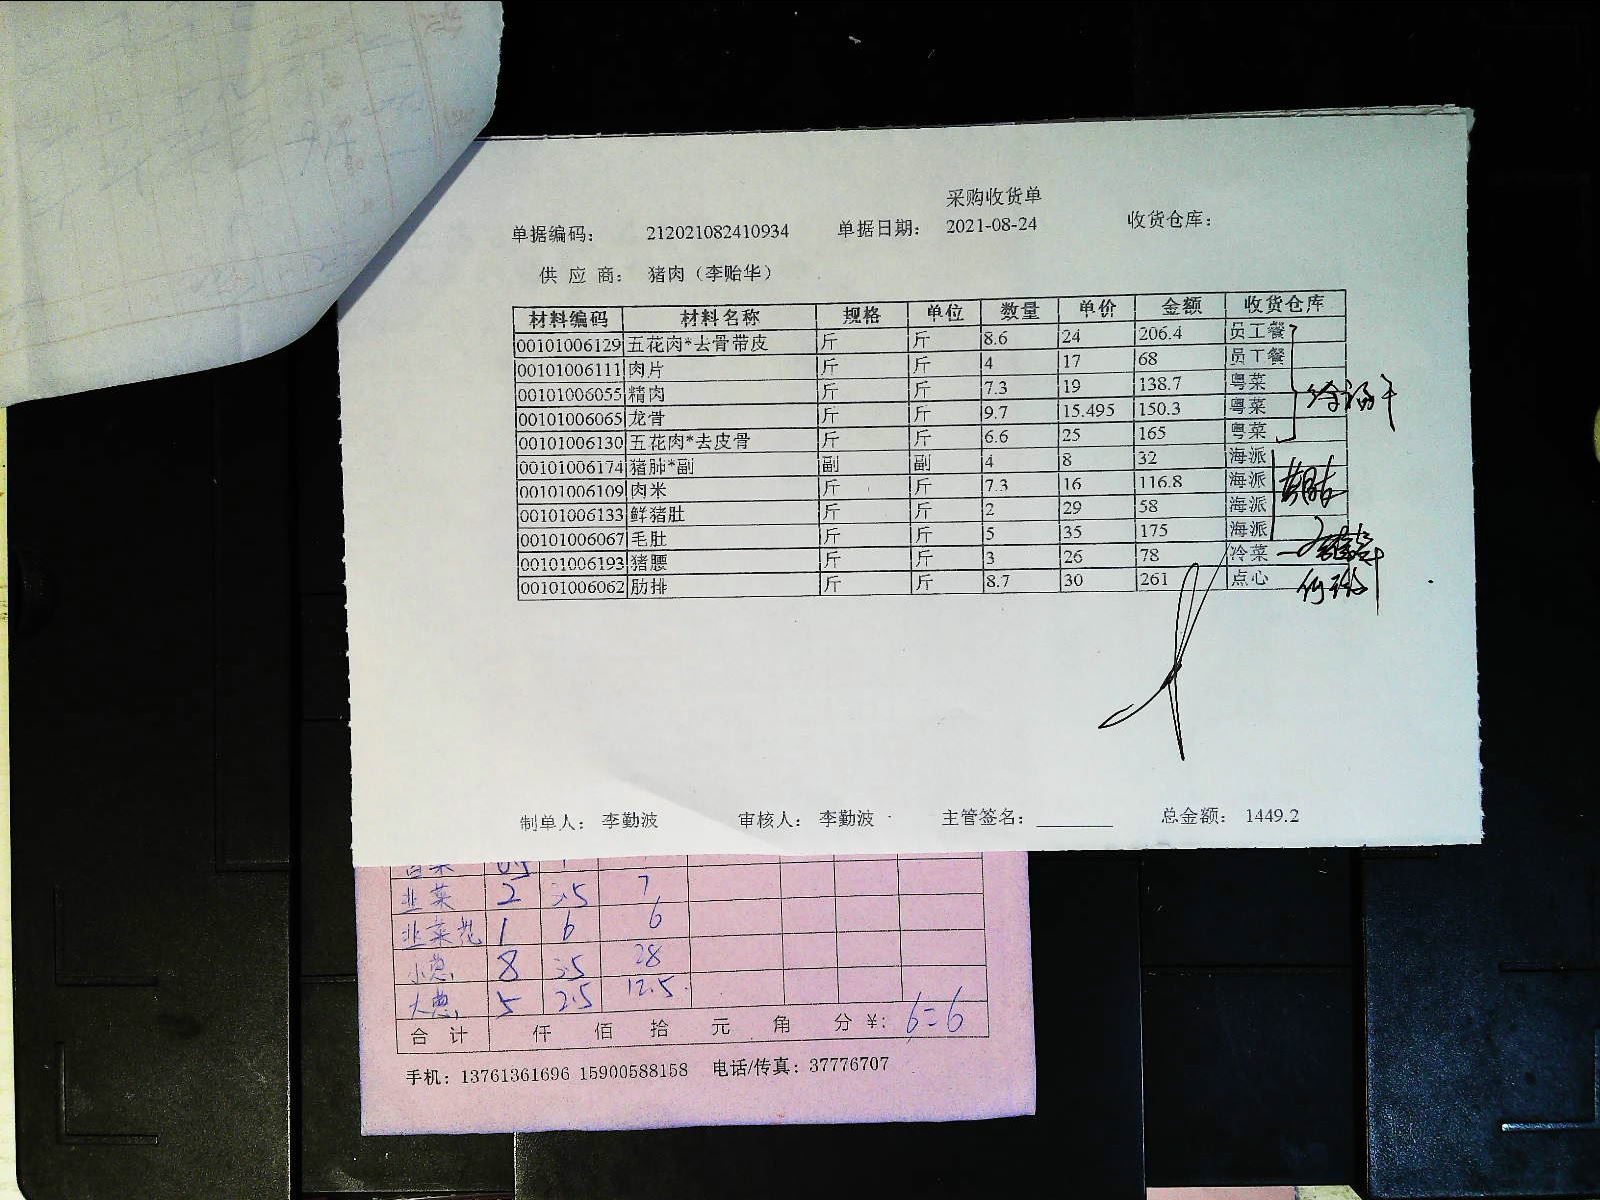 采购收货单
单据编码： 212021082410934 单据日期： 2021-08-24 收货仓库：
供 应 商： 猪肉（李贻华）
材料编码 材料名称 规格 单位 数量 单价 金额 收货仓库
00101006129 五花肉*去骨带皮 斤 斤 8.6 24 206.4 员工餐
00101006111 肉片 斤 斤 4 17 68 员工餐
00101006055 精肉 斤 斤 7.3 19 138.7 粤菜
00101006065 龙骨 斤 斤 9.7 15.495 150.3 粤菜
00101006130 五花肉*去皮骨 斤 斤 6.6 25 165 粤菜
00101006174 猪肺*副 副 副 4 8 32 海派
00101006109 肉米 斤 斤 7.3 16 116.8 海派
00101006133 鲜猪肚 斤 斤 2 29 58 海派
00101006067 毛肚 斤 斤 5 35 175 海派
00101006193 猪腰 斤 斤 3 26 78 冷菜
00101006062 肋排 斤 斤 8.7 30 261 点心
制单人： 李勤波 审核人： 李勤波 主管签名： 总金额： 1449.2
韭菜 2 3.5 7
韭菜花 1 6 6
小葱 8 3.5 28
大葱 5 2.5 12.5
合 计 仟 佰 拾 元 角 分 ¥:
手机：13761361696 15900588158 电话/传真：37776707